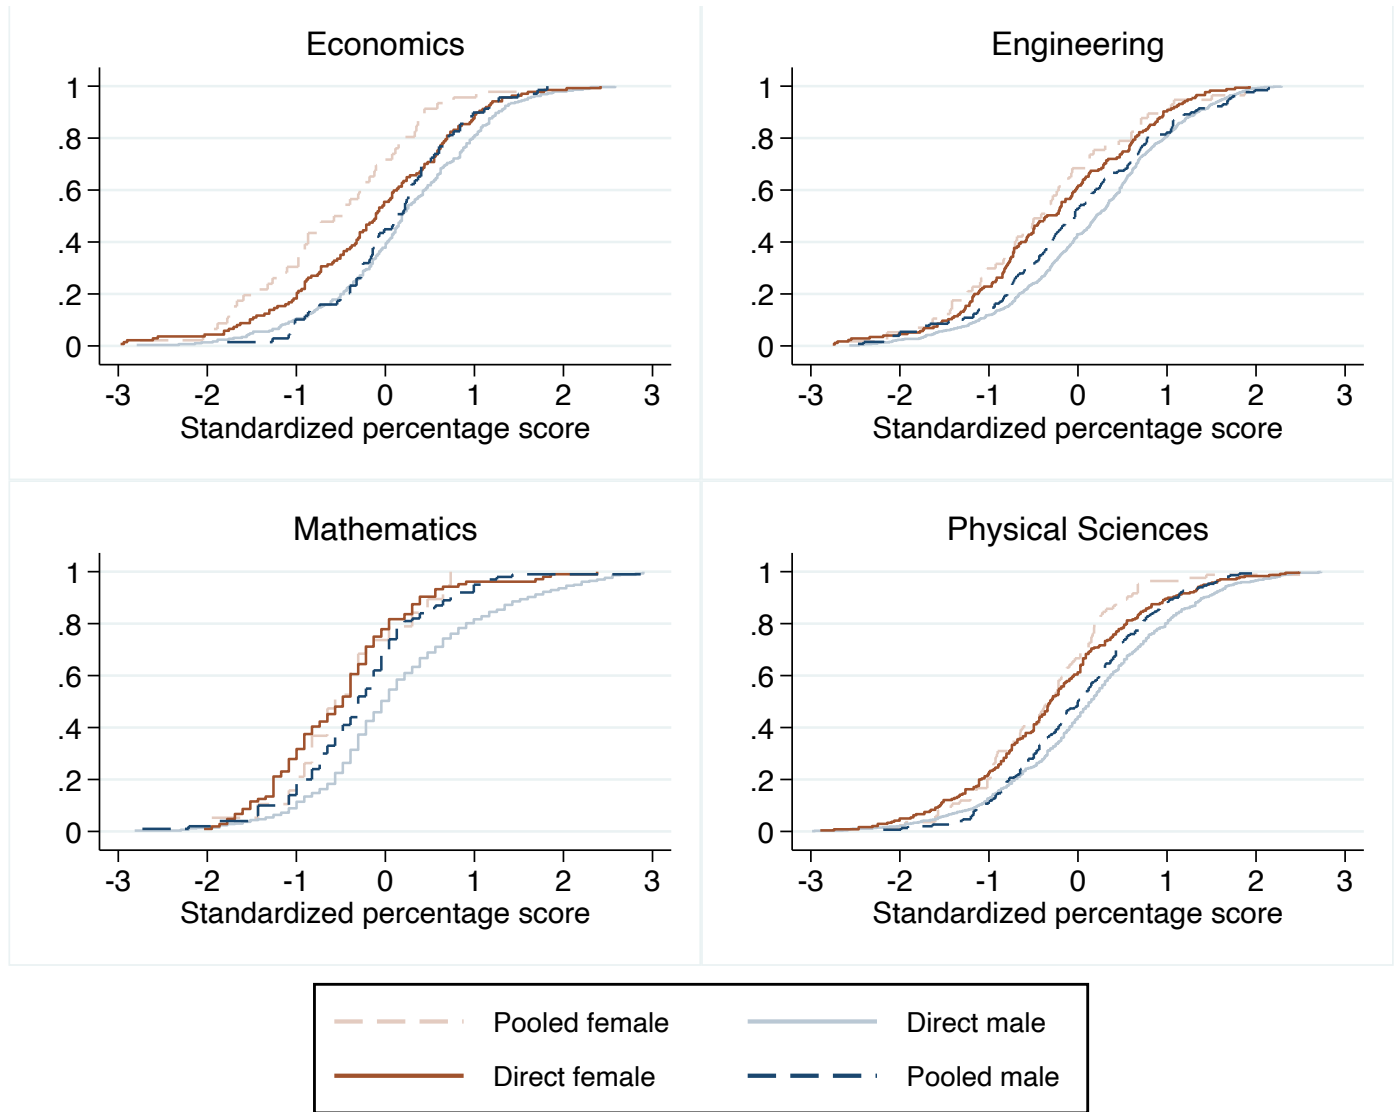 Economics
1
.8
.6
.4
.2
0
-3 -2 -1 0 1 2 3
Standardized percentage score
Engineering
1
.8
.6
.4
.2
0
-3 -2 -1 0 1 2 3
Standardized percentage score
Mathematics
1
.8
.6
.4
.2
0
-3 -2 -1 0 1 2 3
Standardized percentage score
Physical Sciences
1
.8
.6
.4
.2
0
-3 -2 -1 0 1 2 3
Standardized percentage score
Pooled female Direct male
Direct female Pooled male